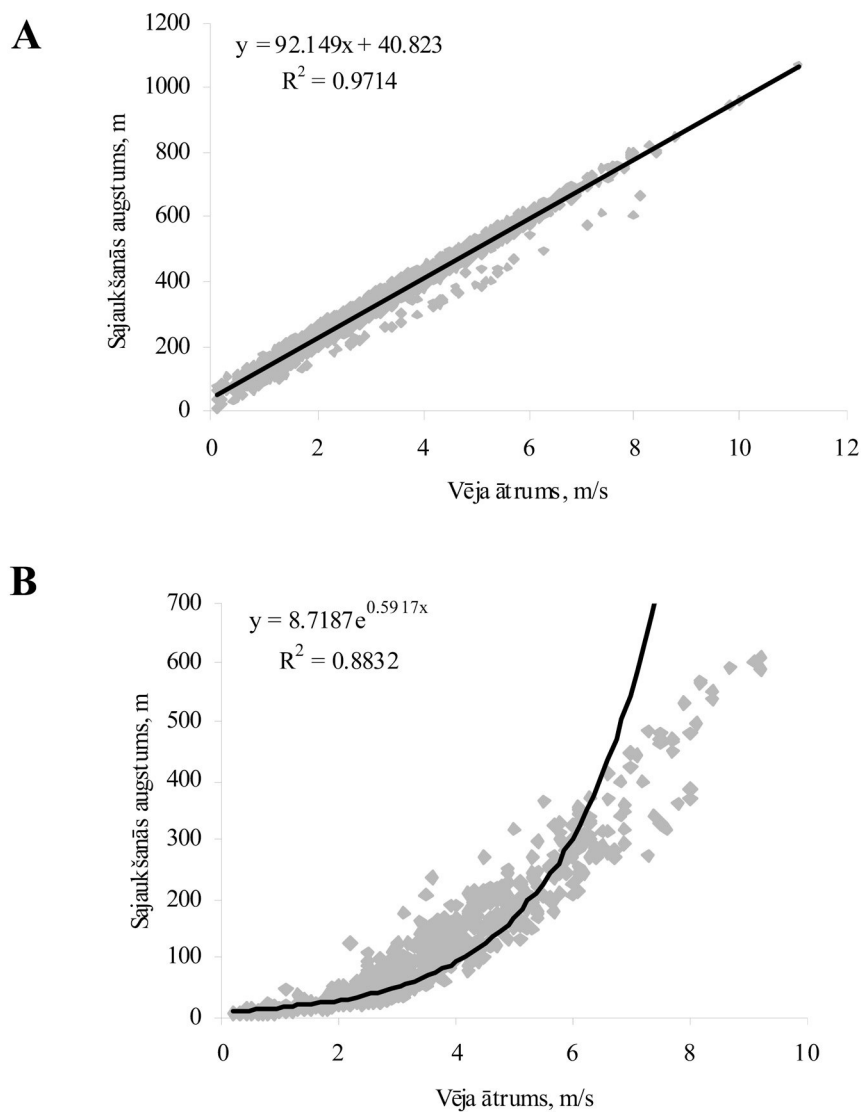 A
y = 92.149x + 40.823
R² = 0.9714
Sajaukšanās augstums, m
1200
1000
800
600
400
200
0
0 2 4 6 8 10 12
Vēja ātrums, m/s
B
y = 8.7187e^0.5917x
R² = 0.8832
Sajaukšanās augstums, m
700
600
500
400
300
200
100
0
0 2 4 6 8 10
Vēja ātrums, m/s